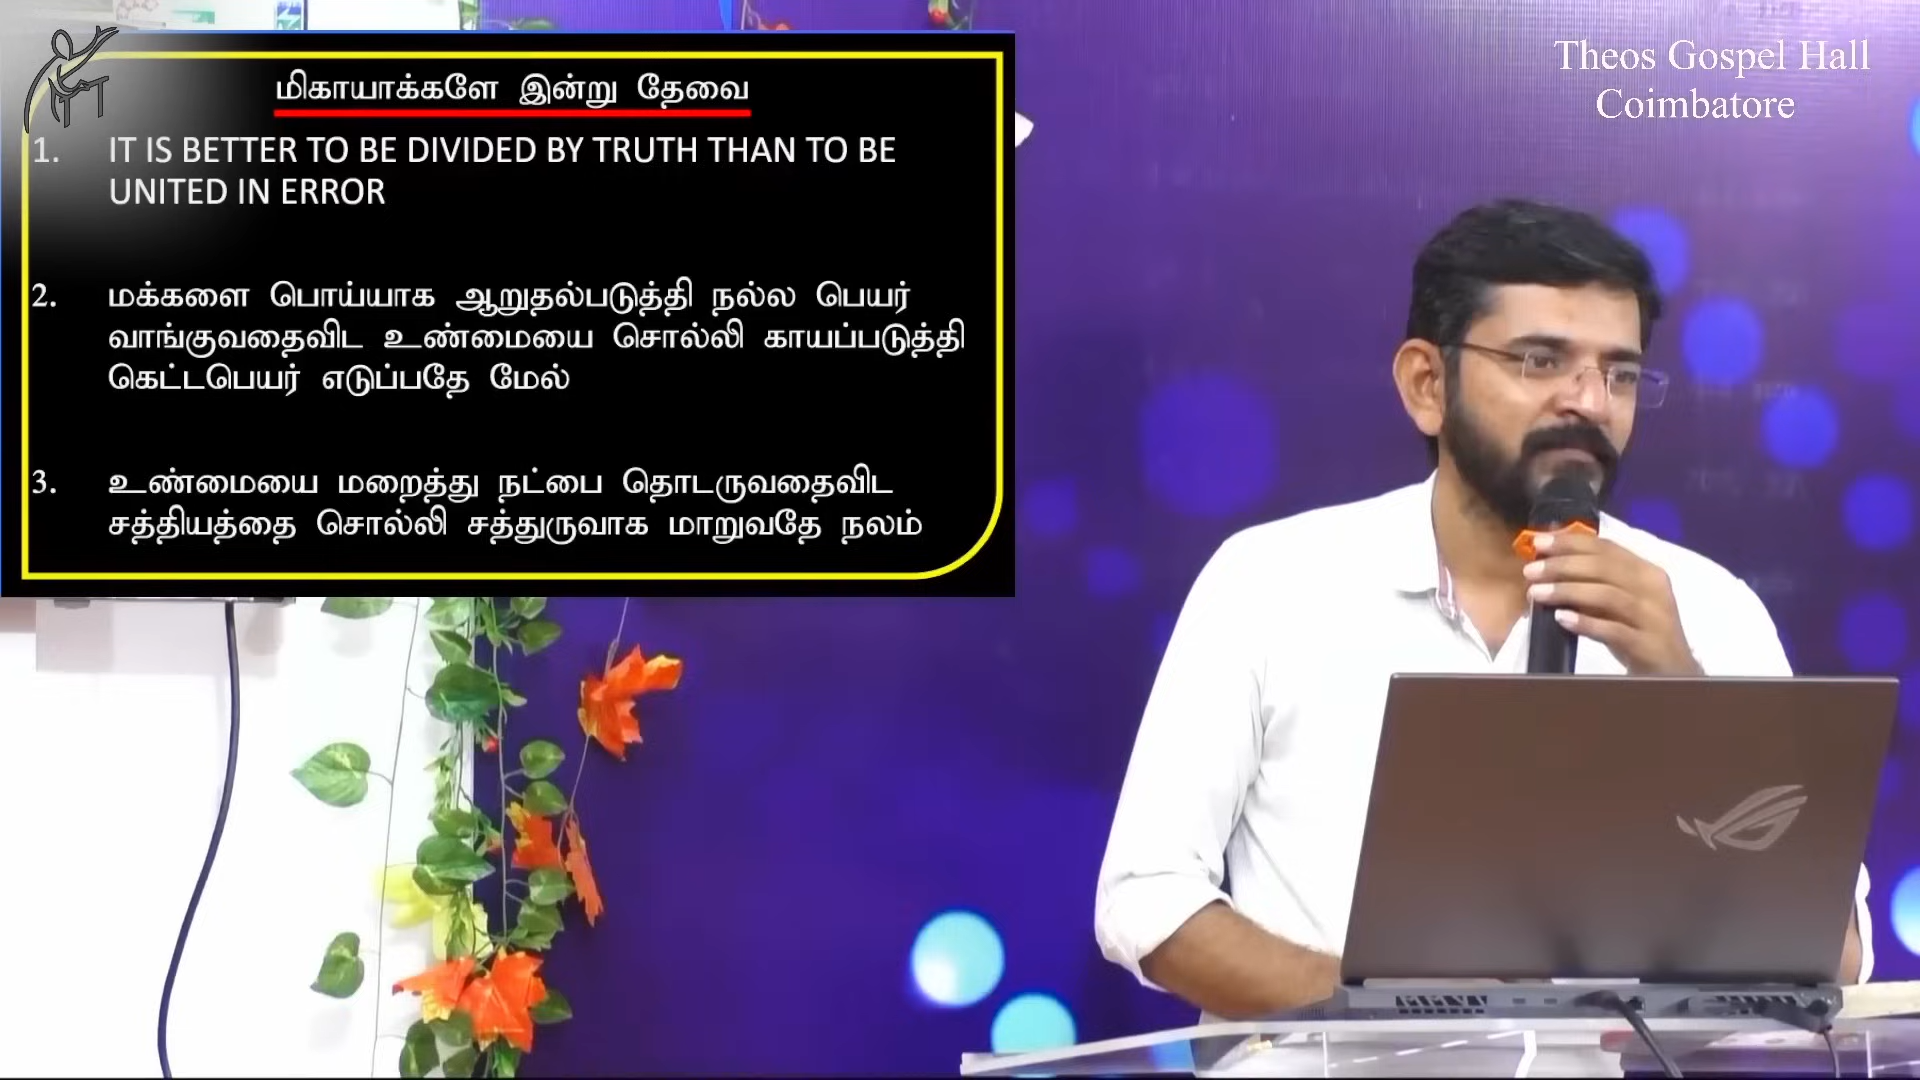 மிகாயாக்களே இன்று தேவை
1. IT IS BETTER TO BE DIVIDED BY TRUTH THAN TO BE
UNITED IN ERROR
2. மக்களை பொய்யாக ஆறுதல்படுத்தி நல்ல பெயர்
வாங்குவதைவிட உண்மையை சொல்லி காயப்படுத்தி
கெட்டபெயர் எடுப்பதே மேல்
3. உண்மையை மறைத்து நட்பை தொடருவதைவிட
சத்தியத்தை சொல்லி சத்துருவாக மாறுவதே நலம்
Theos Gospel Hall
Coimbatore